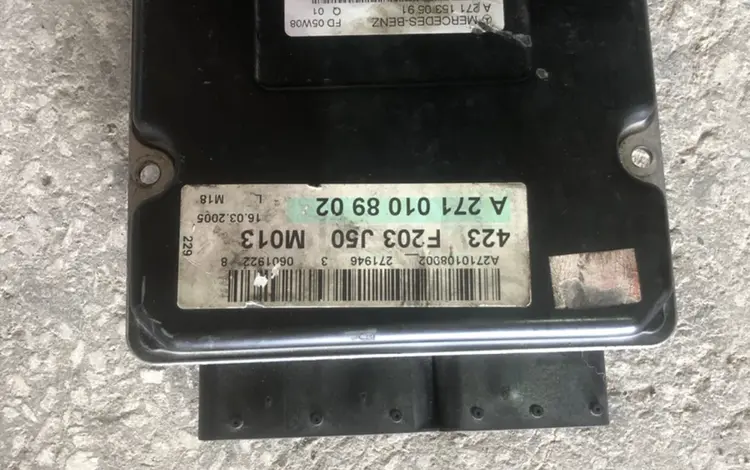 MERCEDES-BENZ
A 271 153 05 91
FD 05W08
Q 01
A2710108902 271946 3 0601922 8
423 F203 J50 M013
A 271 010 89 02
16.03.2005 L M18
229